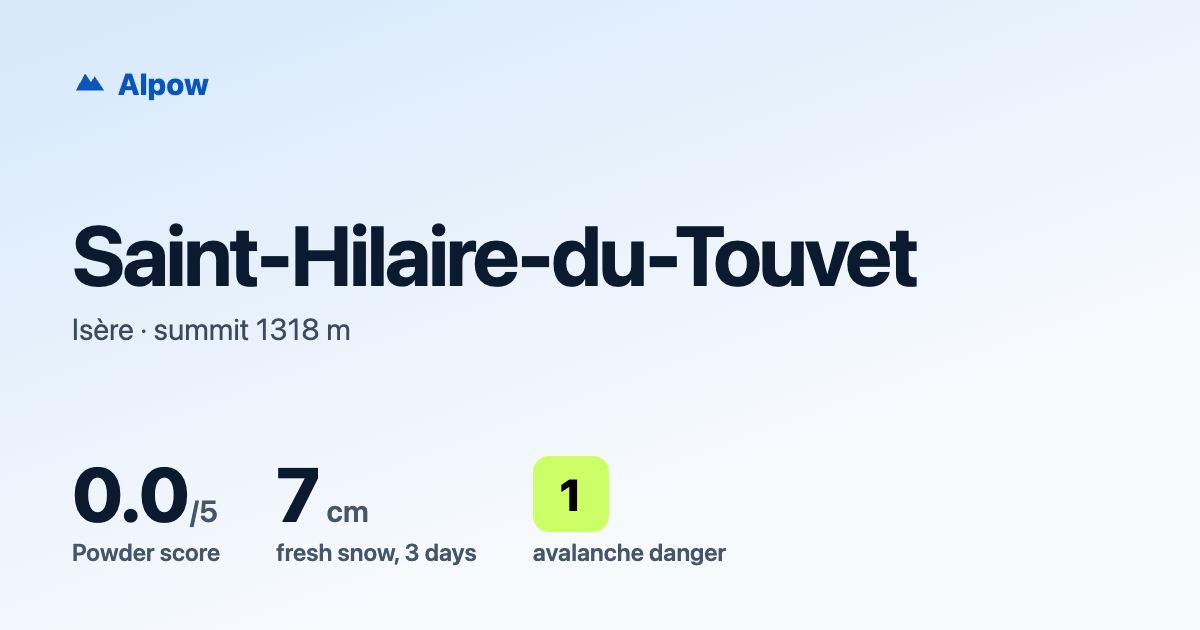 Alpow
Saint-Hilaire-du-Touvet
Isère · summit 1318 m
0.0/5 7 cm 1
Powder score fresh snow, 3 days avalanche danger